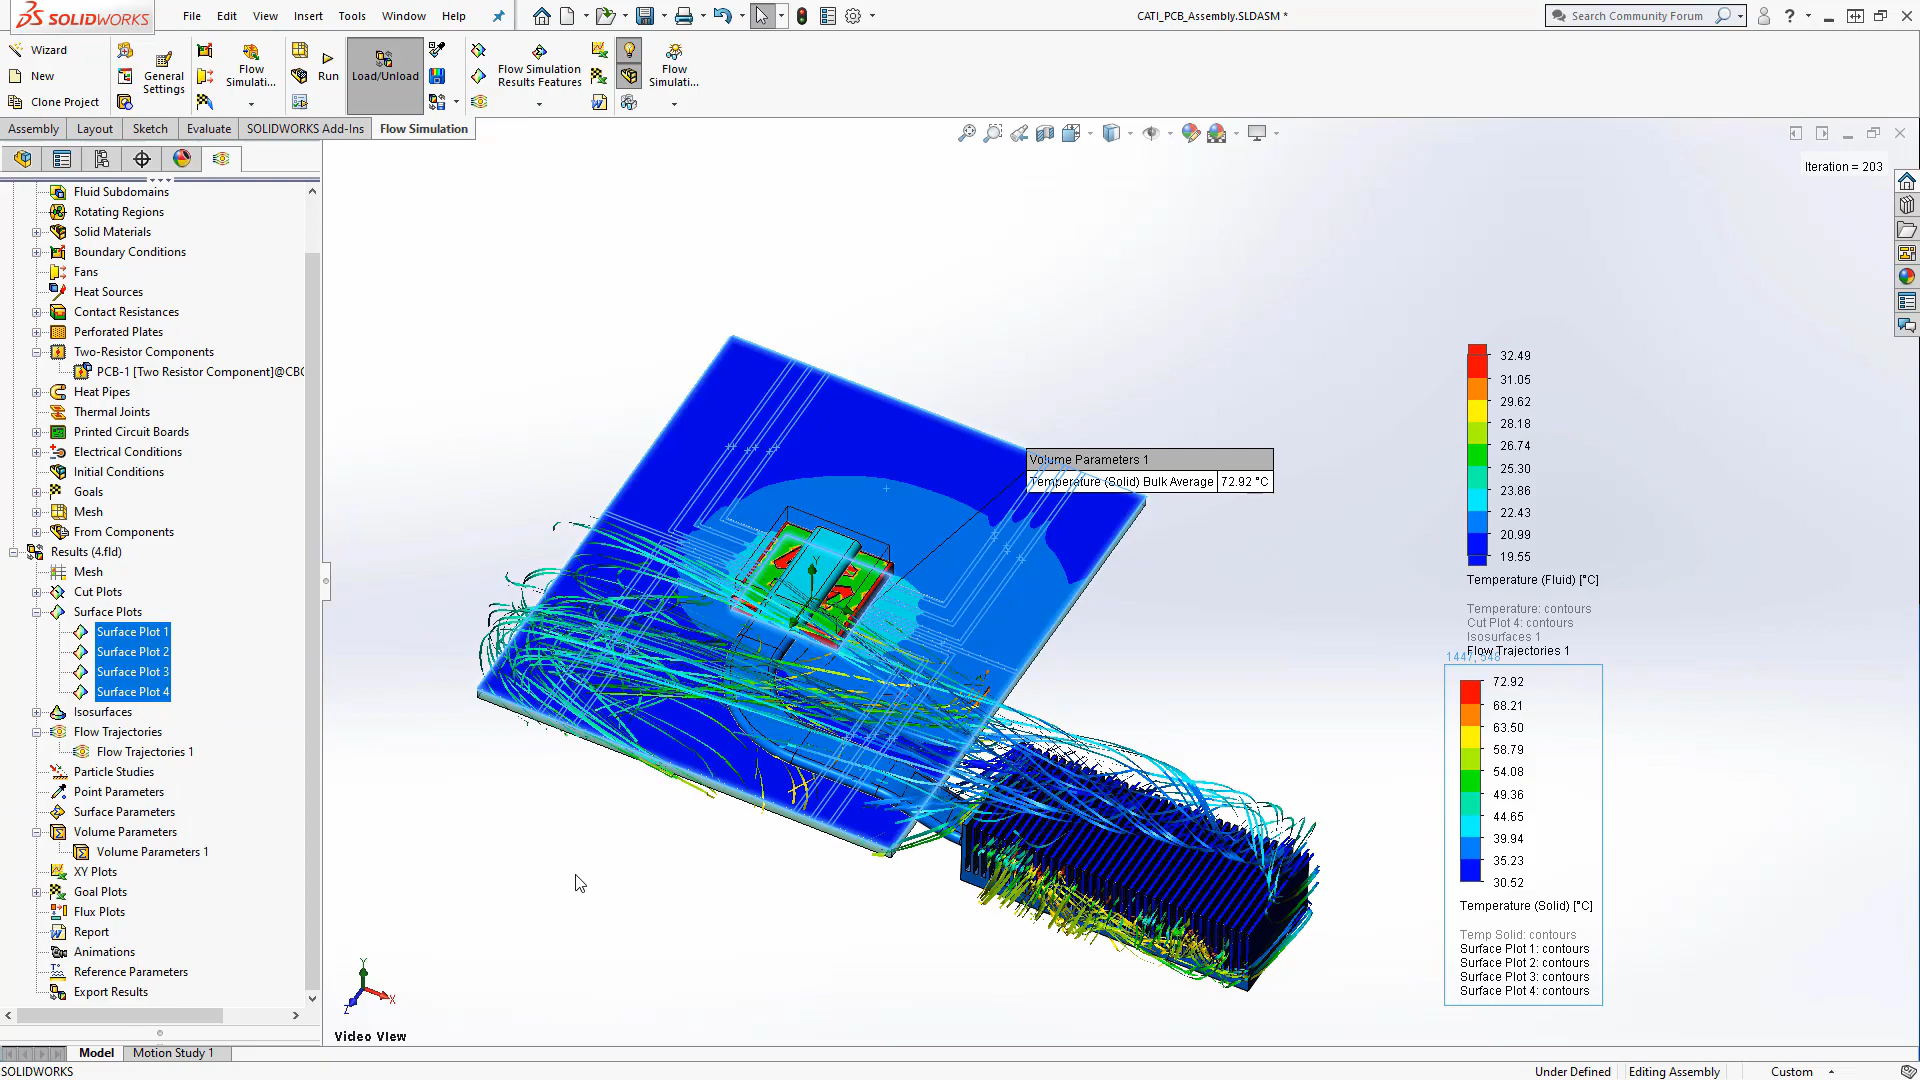 SOLIDWORKS
File Edit View Insert Tools Window Help
CATI_PCB_Assembly.SLDASM *
Search Community Forum
Wizard
New
Clone Project
General
Settings
Flow
Simulati...
Run
Load/Unload
Flow Simulation
Results Features
Flow
Simulati...
Assembly Layout Sketch Evaluate SOLIDWORKS Add-Ins Flow Simulation
Iteration = 203
Fluid Subdomains
Rotating Regions
Solid Materials
Boundary Conditions
Fans
Heat Sources
Contact Resistances
Perforated Plates
Two-Resistor Components
PCB-1 [Two Resistor Component]@CBC
Heat Pipes
Thermal Joints
Printed Circuit Boards
Electrical Conditions
Initial Conditions
Goals
Mesh
From Components
Results (4.fld)
Mesh
Cut Plots
Surface Plots
Surface Plot 1
Surface Plot 2
Surface Plot 3
Surface Plot 4
Isosurfaces
Flow Trajectories
Flow Trajectories 1
Particle Studies
Point Parameters
Surface Parameters
Volume Parameters
Volume Parameters 1
XY Plots
Goal Plots
Flux Plots
Report
Animations
Reference Parameters
Export Results
Volume Parameters 1
Temperature (Solid) Bulk Average 72.92 °C
32.49
31.05
29.62
28.18
26.74
25.30
23.86
22.43
20.99
19.55
Temperature (Fluid) [°C]
Temperature: contours
Cut Plot 4: contours
Isosurfaces 1
Flow Trajectories 1
72.92
68.21
63.50
58.79
54.08
49.36
44.65
39.94
35.23
30.52
Temperature (Solid) [°C]
Temp Solid: contours
Surface Plot 1: contours
Surface Plot 2: contours
Surface Plot 3: contours
Surface Plot 4: contours
Y
X
Z
Y
Video VIew
Model Motion Study 1
SOLIDWORKS
Under Defined Editing Assembly Custom